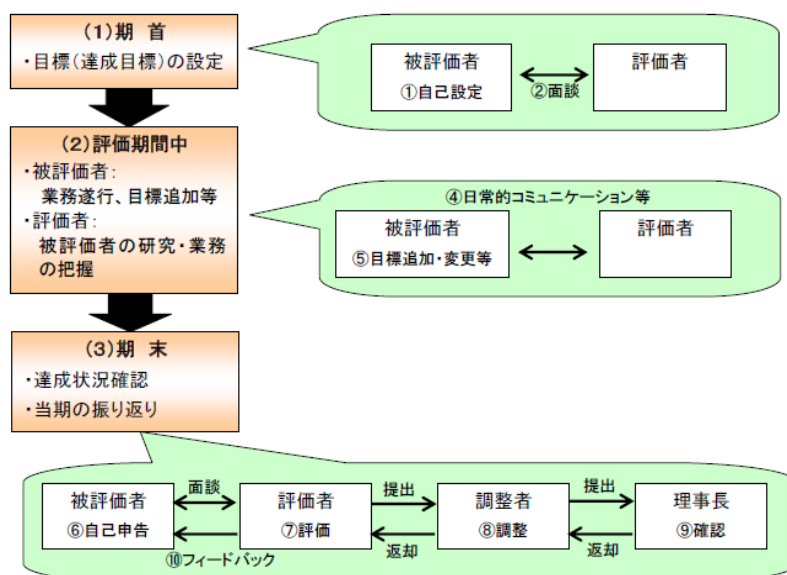 (1)期 首
・目標(達成目標)の設定
被評価者
①自己設定
②面談
評価者
(2)評価期間中
・被評価者:
業務遂行、目標追加等
・評価者:
被評価者の研究・業務
の把握
④日常的コミュニケーション等
被評価者
⑤目標追加・変更等
評価者
(3)期 末
・達成状況確認
・当期の振り返り
被評価者
⑥自己申告
面談
評価者
⑦評価
提出
返却
調整者
⑧調整
提出
返却
理事長
⑨確認
⑩フィードバック